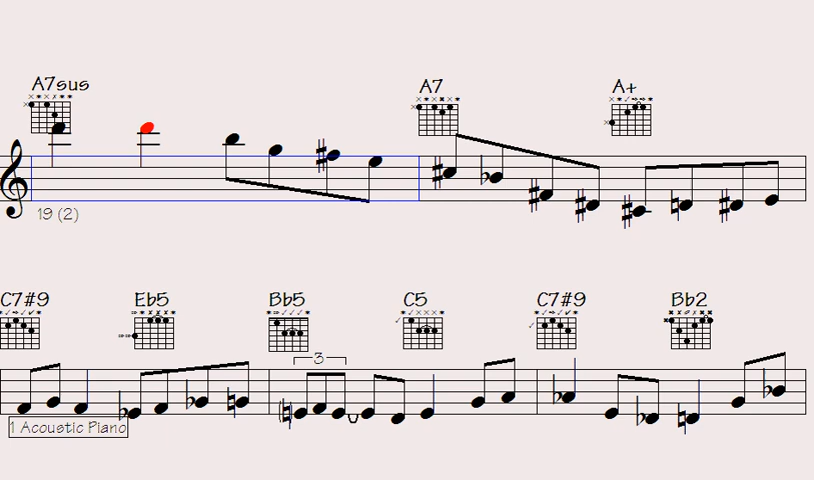 A7sus A7 A+
19 (2)
C7#9 Eb5 Bb5 C5 C7#9 Bb2
3
1 Acoustic Piano